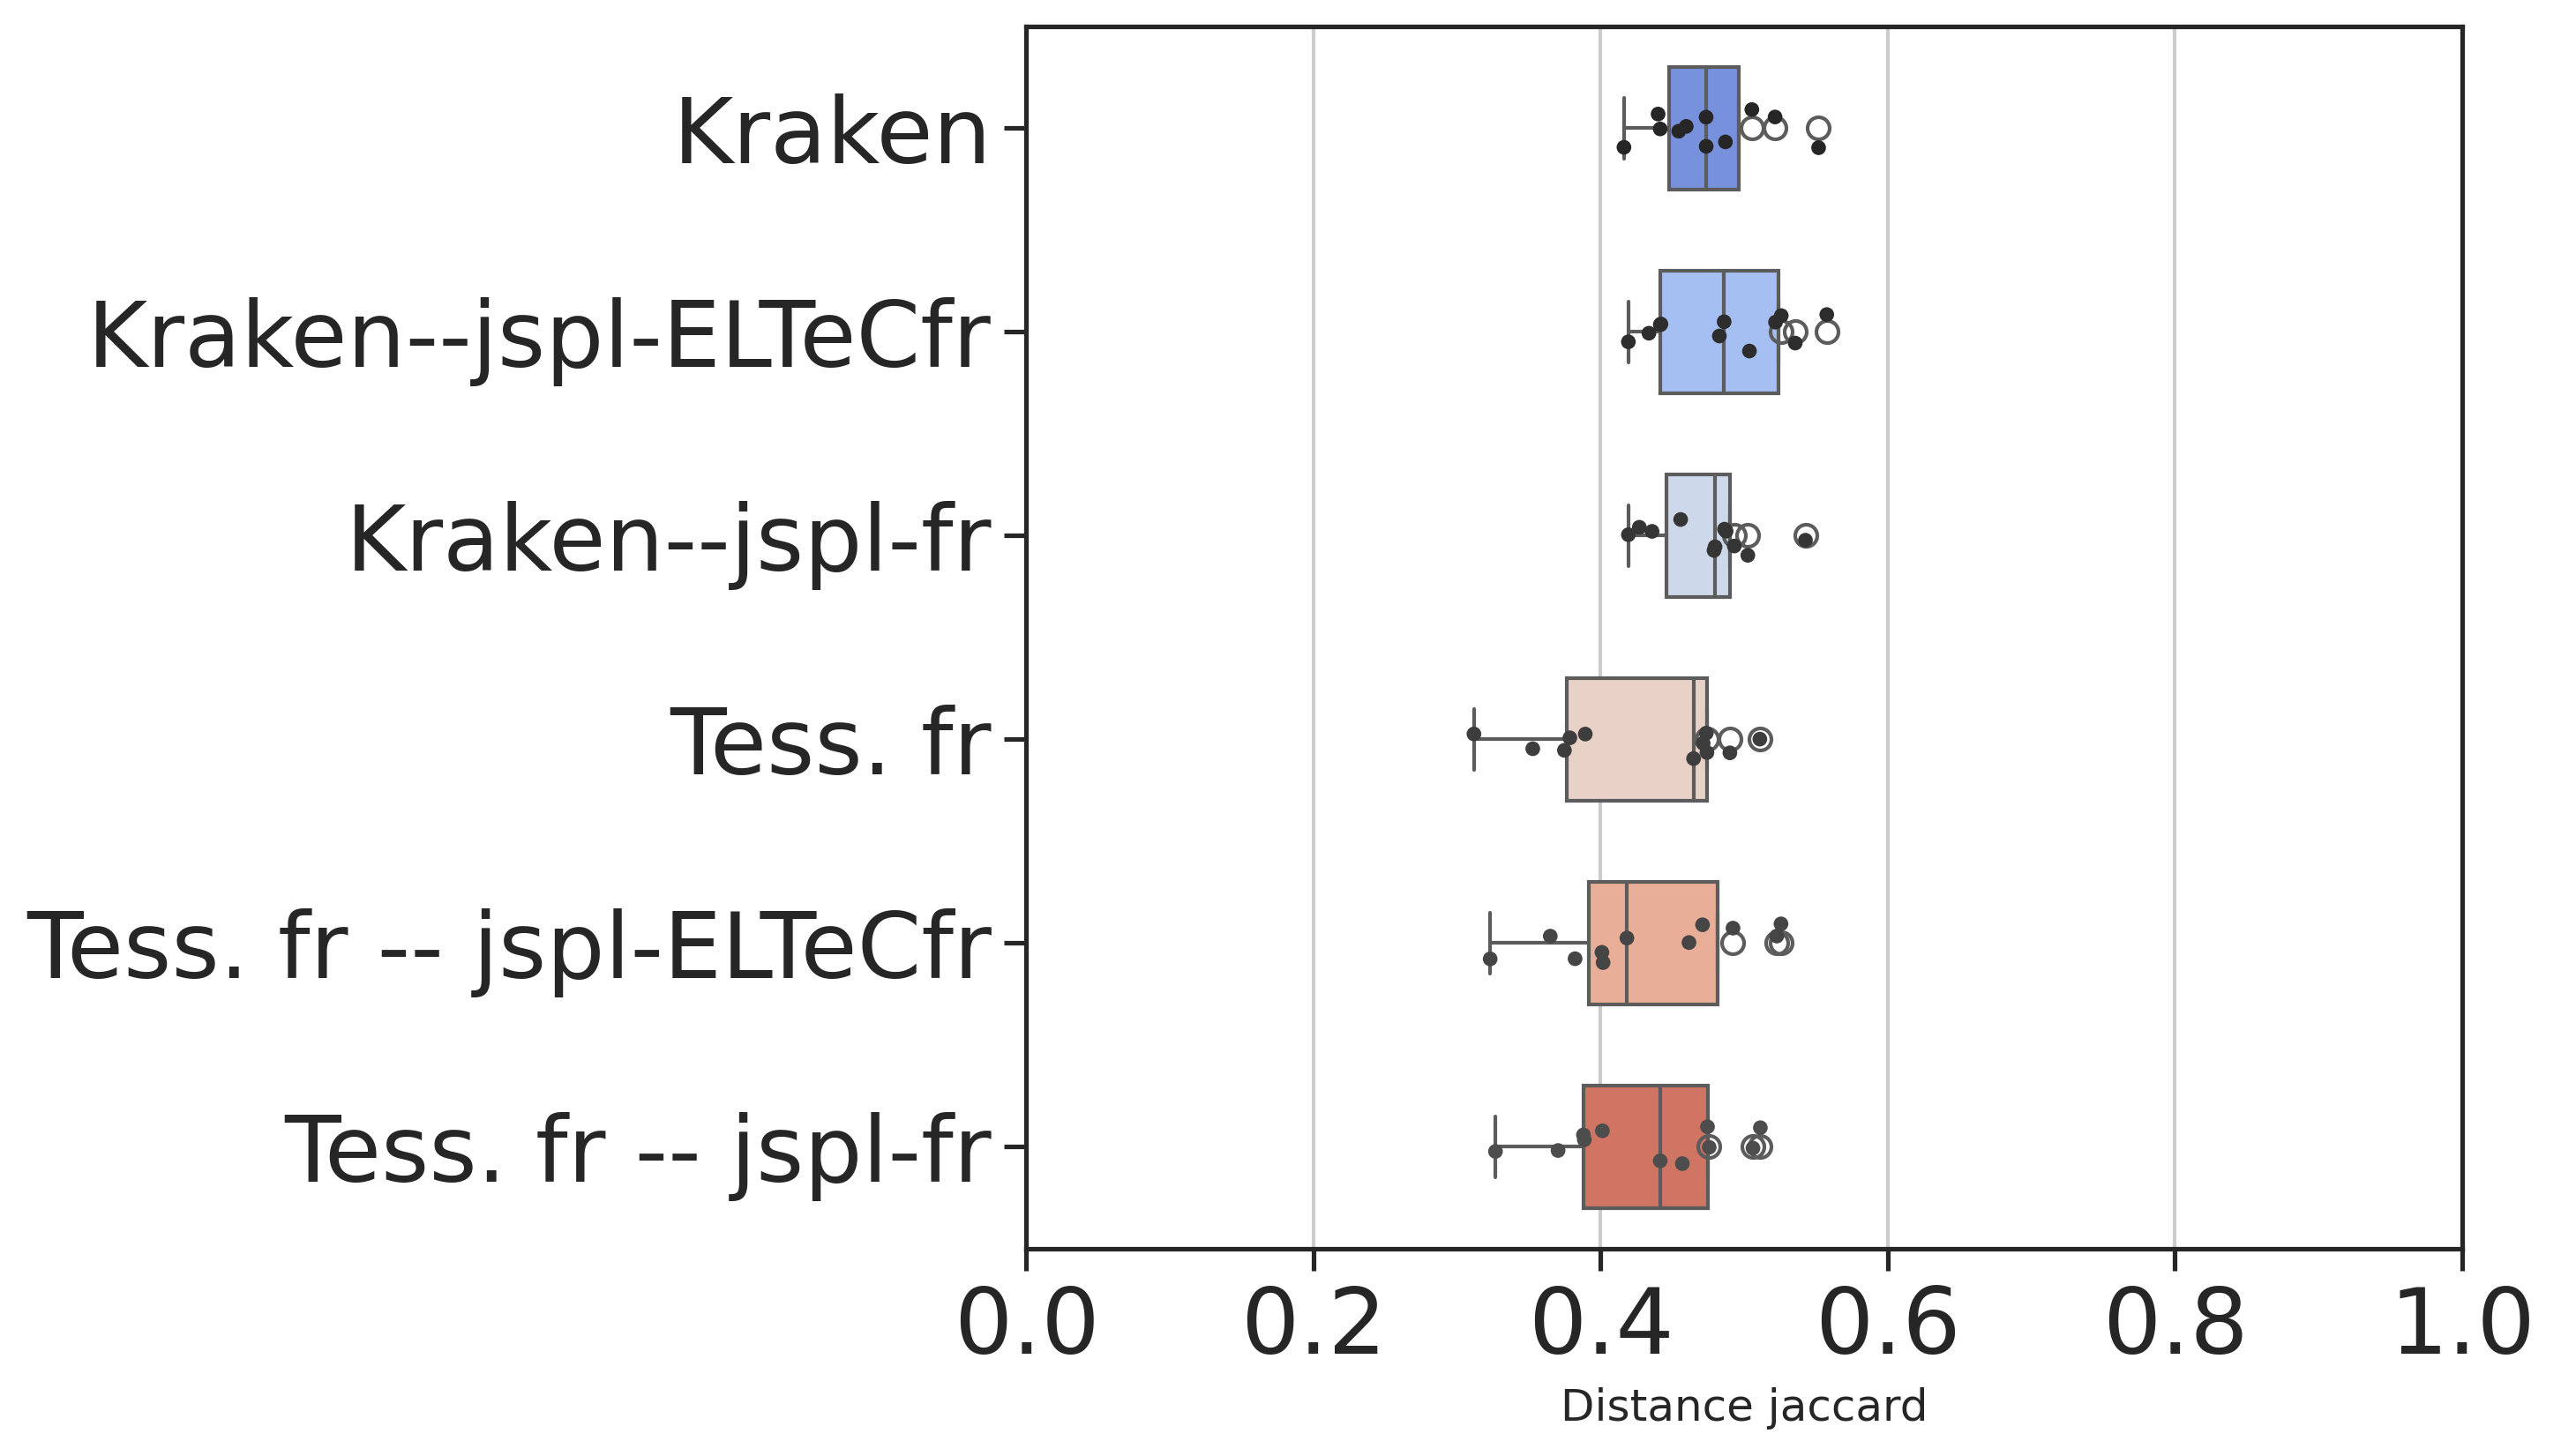 Kraken
Kraken--jspl-ELTeCfr
Kraken--jspl-fr
Tess. fr
Tess. fr -- jspl-ELTeCfr
Tess. fr -- jspl-fr
0.0 0.2 0.4 0.6 0.8 1.0
Distance jaccard